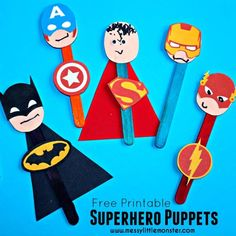 Free Printable
SUPERHERO PUPPETS
www.messylittlemonster.com